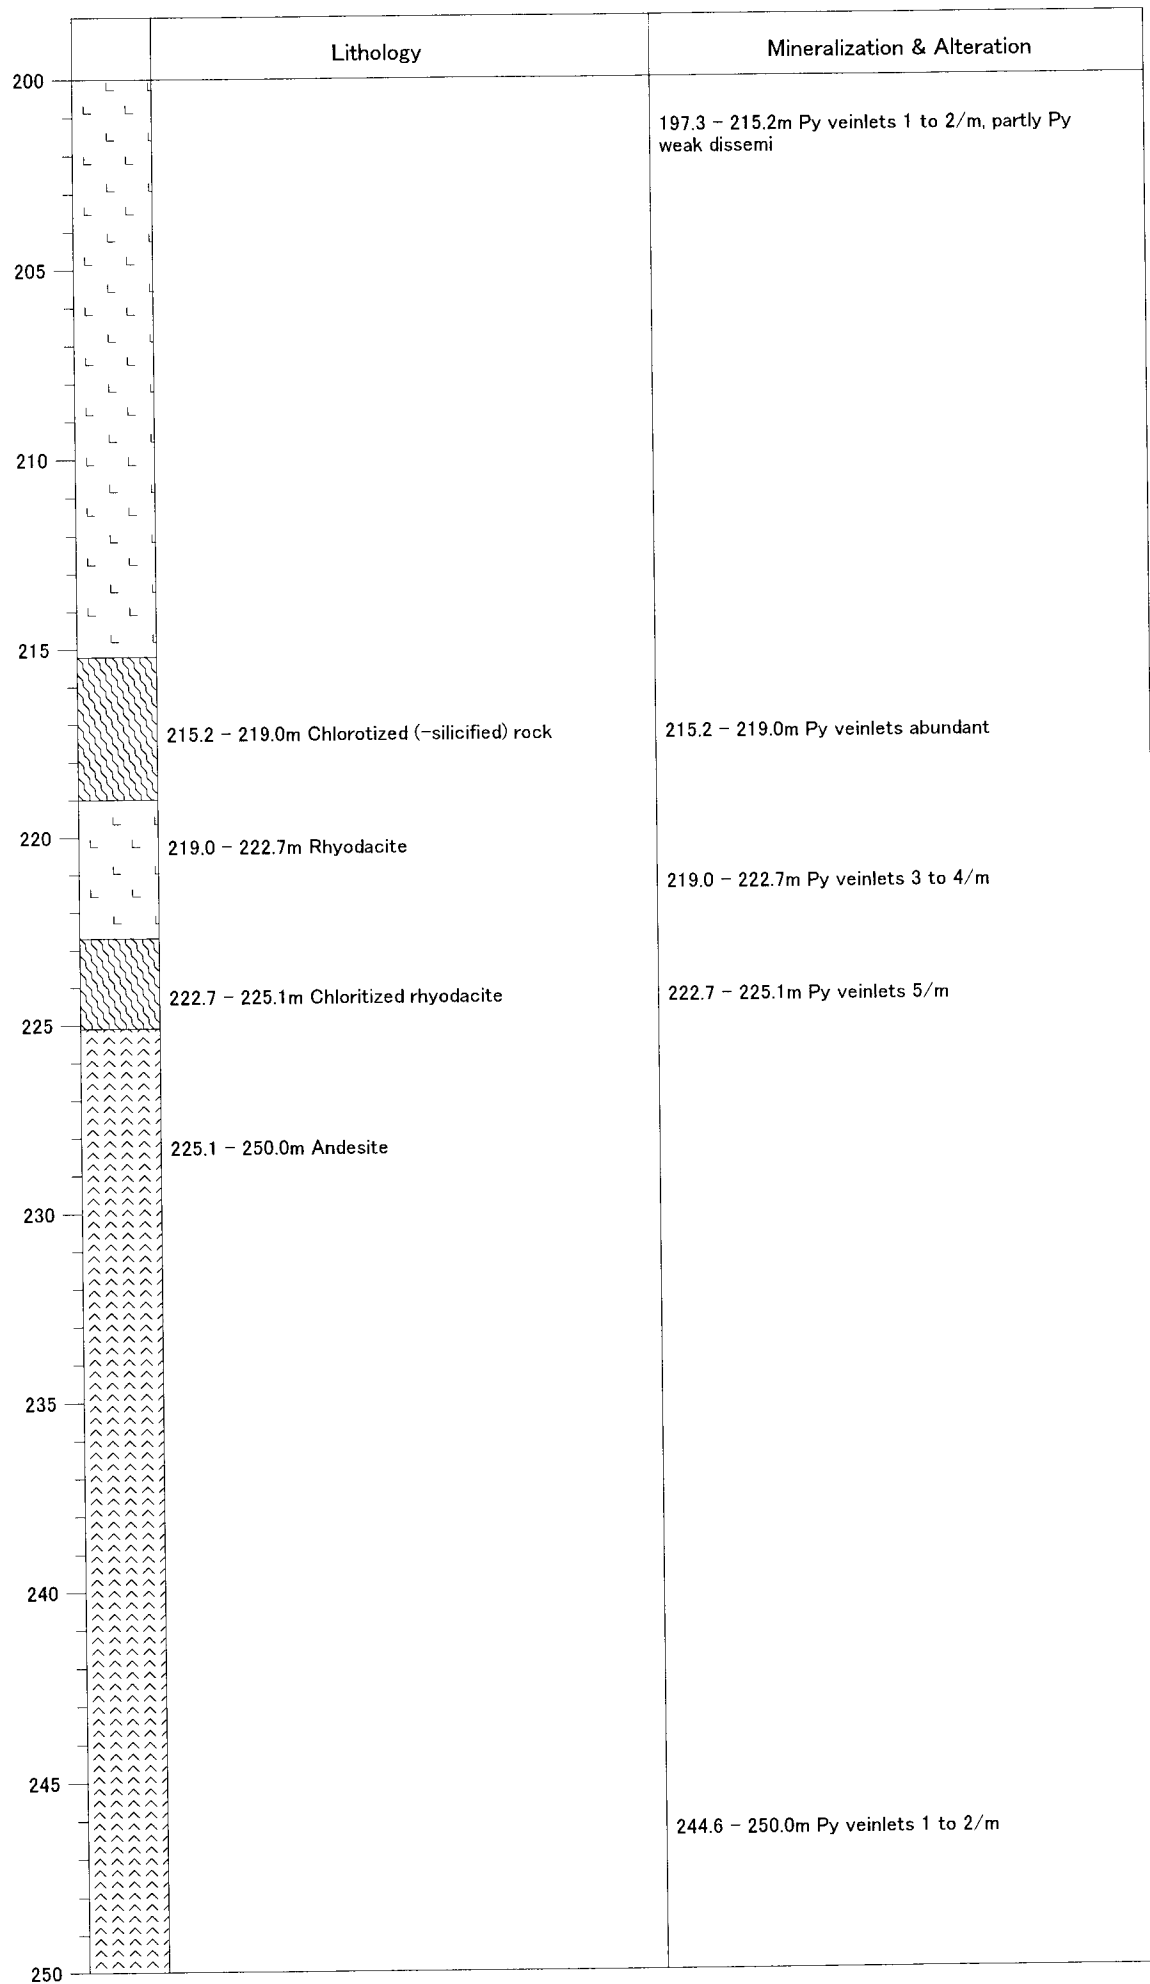 Lithology
Mineralization & Alteration
200
197.3 - 215.2m Py veinlets 1 to 2/m, partly Py
weak dissemi
205
210
215
215.2 - 219.0m Chlorotized (-silicified) rock
215.2 - 219.0m Py veinlets abundant
220
219.0 - 222.7m Rhyodacite
219.0 - 222.7m Py veinlets 3 to 4/m
222.7 - 225.1m Chloritized rhyodacite
222.7 - 225.1m Py veinlets 5/m
225
225.1 - 250.0m Andesite
230
235
240
245
244.6 - 250.0m Py veinlets 1 to 2/m
250